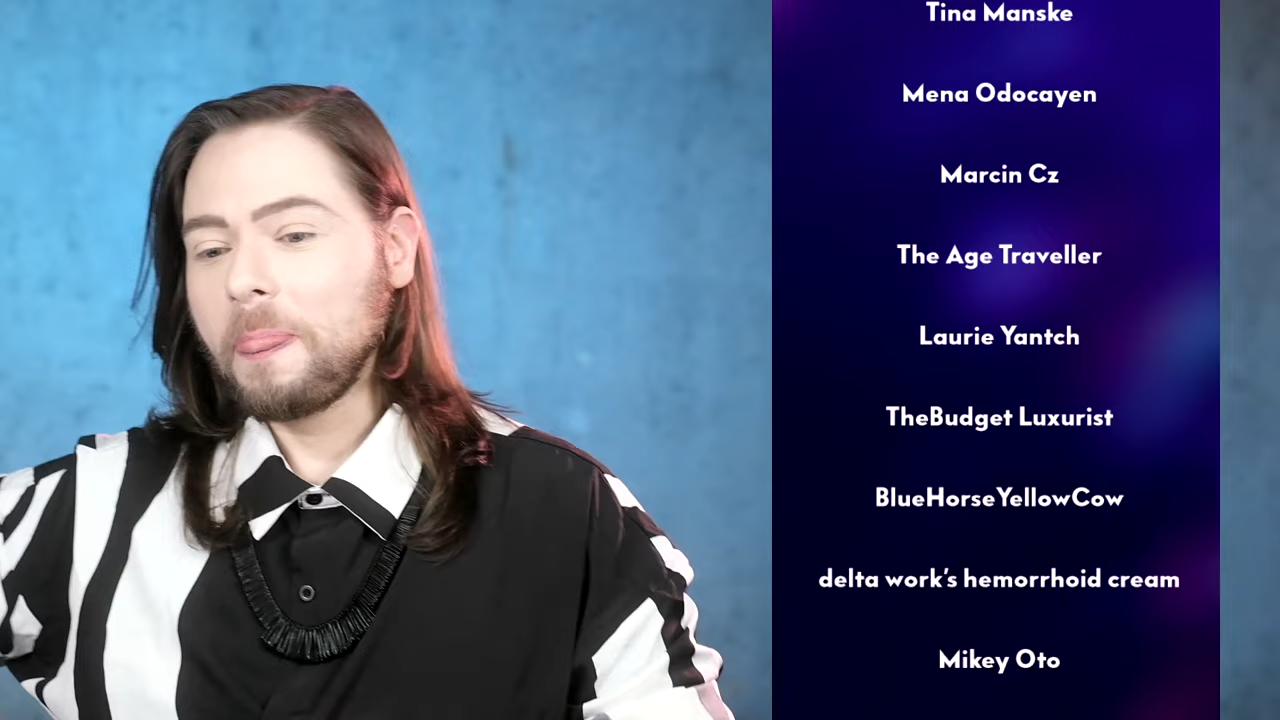 Tina Manske
Mena Odocayen
Marcin Cz
The Age Traveller
Laurie Yantch
TheBudget Luxurist
BlueHorseYellowCow
delta work's hemorrhoid cream
Mikey Oto